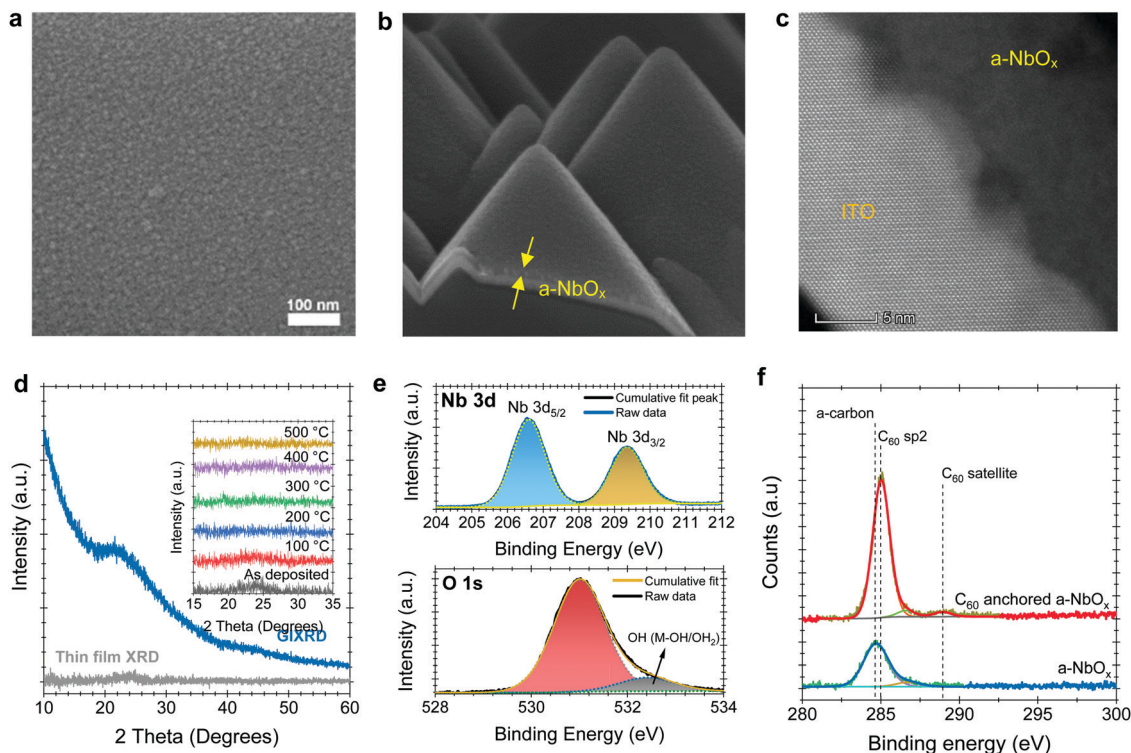 a
100 nm
b
a-NbOₓ
c
a-NbOₓ
ITO
5 nm
d
Intensity (a.u.)
500 °C
400 °C
300 °C
200 °C
100 °C
As deposited
Intensity (a.u.)
15 20 25 30 35
2 Theta (Degrees)
GIXRD
Thin film XRD
10 20 30 40 50 60
2 Theta (Degrees)
e
Nb 3d
Nb 3d₅/₂
Nb 3d₃/₂
Cumulative fit peak
Raw data
Intensity (a.u.)
204 205 206 207 208 209 210 211 212
Binding Energy (eV)
O 1s
Cumulative fit
Raw data
OH (M-OH/OH₂)
Intensity (a.u.)
528 530 532 534
Binding Energy (eV)
f
a-carbon
C₆₀ sp2
C₆₀ satellite
C₆₀ anchored a-NbOₓ
a-NbOₓ
Counts (a.u)
280 285 290 295 300
Binding energy (eV)